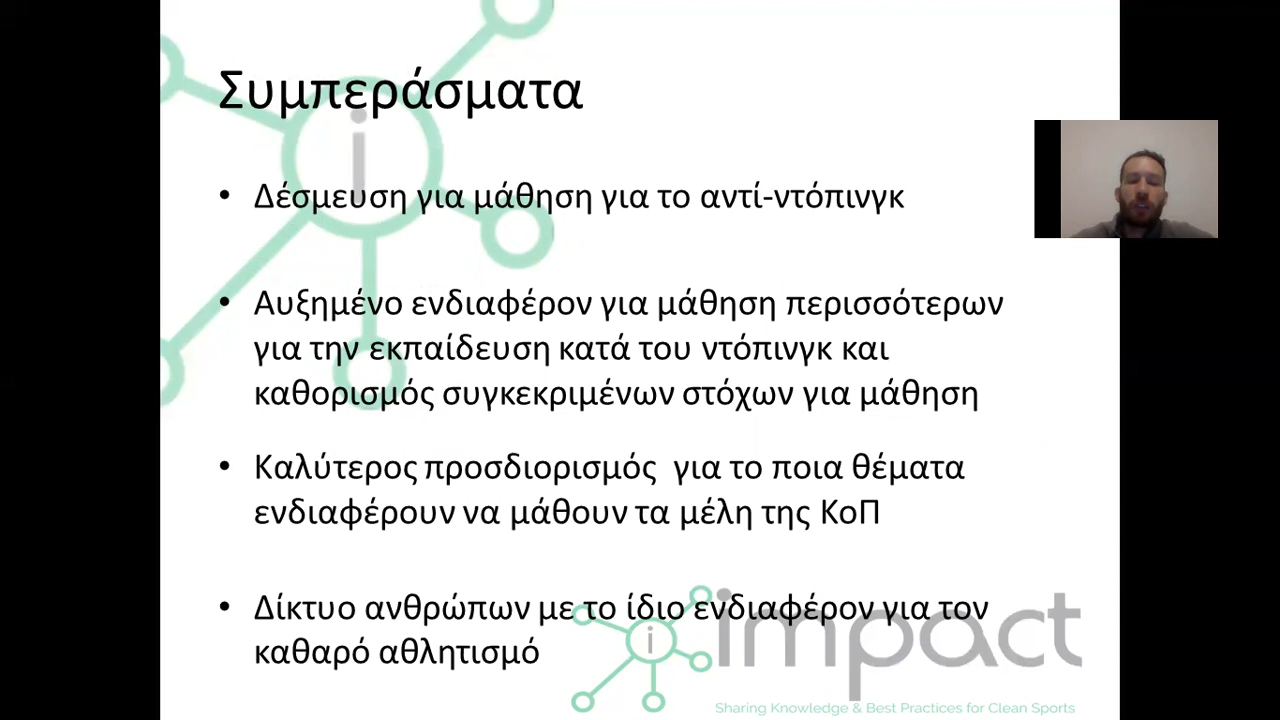 Συμπεράσματα
• Δέσμευση για μάθηση για το αντί-ντόπινγκ
• Αυξημένο ενδιαφέρον για μάθηση περισσότερων
για την εκπαίδευση κατά του ντόπινγκ και
καθορισμός συγκεκριμένων στόχων για μάθηση
• Καλύτερος προσδιορισμός για το ποια θέματα
ενδιαφέρουν να μάθουν τα μέλη της ΚοΠ
• Δίκτυο ανθρώπων με το ίδιο ενδιαφέρον για τον
καθαρό αθλητισμό
impact
Sharing Knowledge & Best Practices for Clean Sports